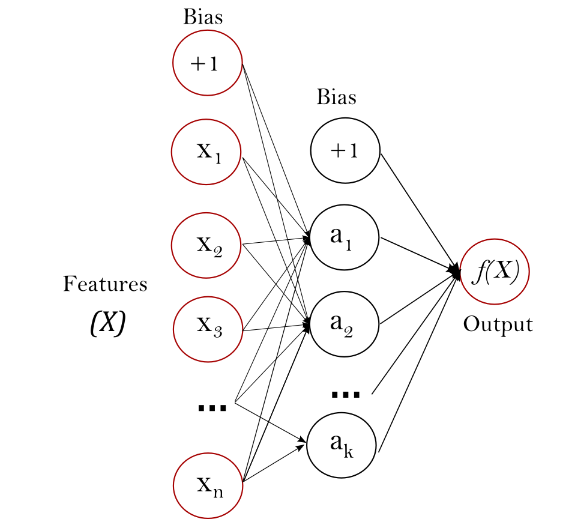 Bias
+1
x1
x2
x3
...
xn
Features
(X)
Bias
+1
a1
a2
...
ak
f(X)
Output